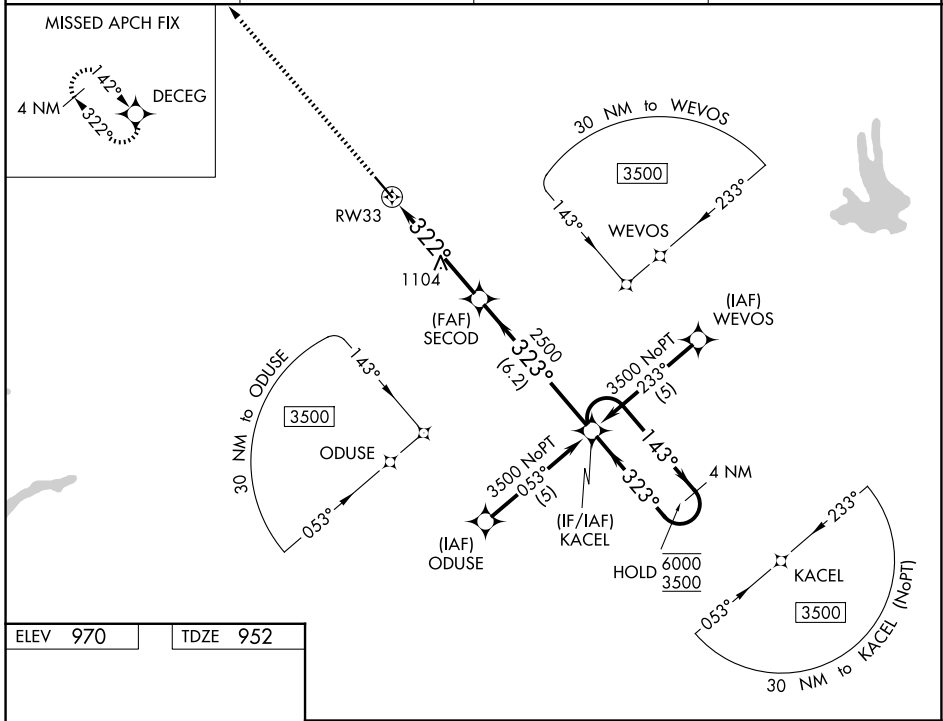 MISSED APCH FIX
142°
4 NM
DECEG
322°
30 NM to WEVOS
3500
143°
233°
WEVOS
RW33
322°
1104
(FAF)
SECOD
2500
323°
(6.2)
(IAF)
WEVOS
3500 NoPT
233°
(5)
30 NM to ODUSE
143°
3500
ODUSE
053°
3500 NoPT
053°
(5)
(IAF)
ODUSE
(IF/IAF)
KACEL
143°
323°
4 NM
HOLD 6000
3500
233°
KACEL
053°
3500
30 NM to KACEL (NoPT)
ELEV 970
TDZE 952